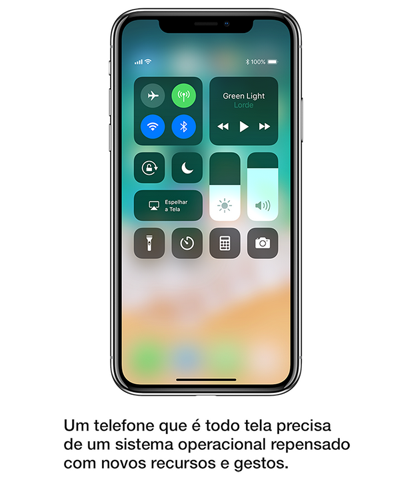 100%
Green Light
Lorde
Espelhar
a Tela
Um telefone que é todo tela precisa
de um sistema operacional repensado
com novos recursos e gestos.